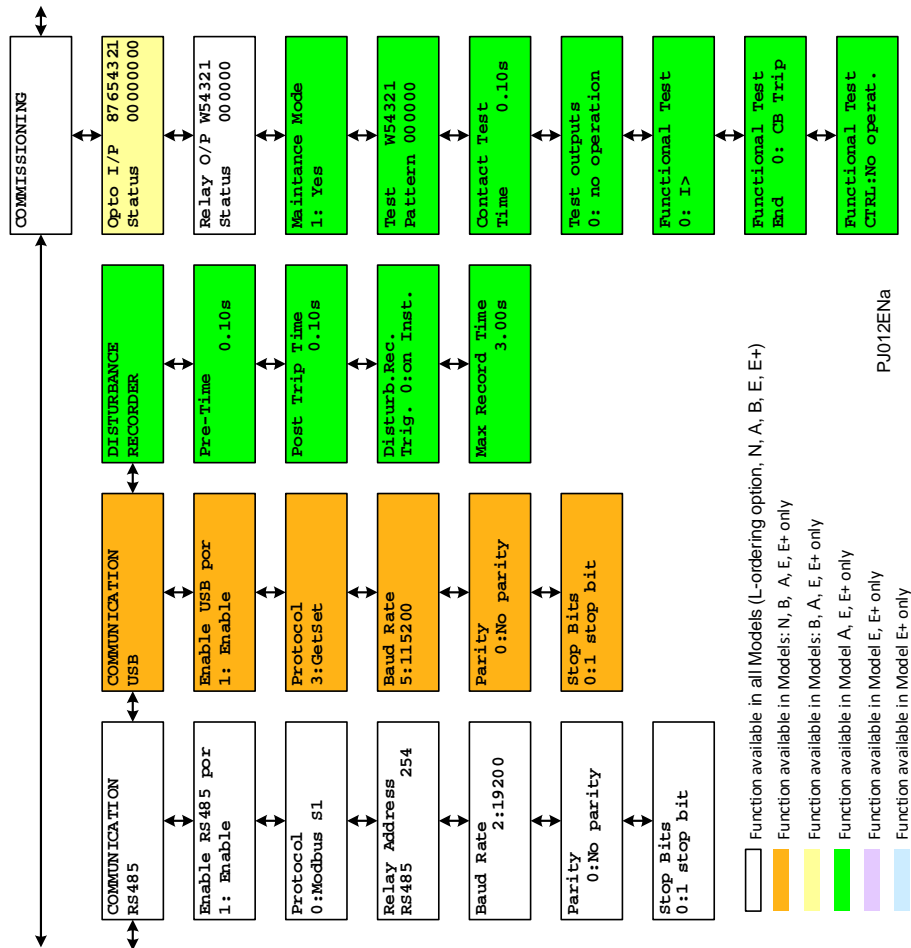 COMMUNICATION
RS485
Enable RS485 por
1: Enable
Protocol
0:Modbus S1
Relay Address
RS485 254
Baud Rate
2:19200
Parity
0:No parity
Stop Bits
0:1 stop bit
COMMUNICATION
USB
Enable USB por
1: Enable
Protocol
3:GetSet
Baud Rate
5:115200
Parity
0:No parity
Stop Bits
0:1 stop bit
DISTURBANCE
RECORDER
Pre-Time
0.10s
Post Trip Time
0.10s
Disturb.Rec.
Trig. 0:on Inst.
Max Record Time
3.00s
COMMISSIONING
Opto I/P 87654321
Status 00000000
Relay O/P W54321
Status 000000
Maintance Mode
1: Yes
Test W54321
Pattern 000000
Contact Test
Time 0.10s
Test outputs
0: no operation
Functional Test
0: I>
Functional Test
End 0: CB Trip
Functional Test
CTRL:No operat.
Function available in all Models (L-ordering option, N, A, B, E, E+)
Function available in Models: N, B, A, E, E+ only
Function available in Models: B, A, E, E+ only
Function available in Model A, E, E+ only
Function available in Model E, E+ only
Function available in Model E+ only
PJ012ENa